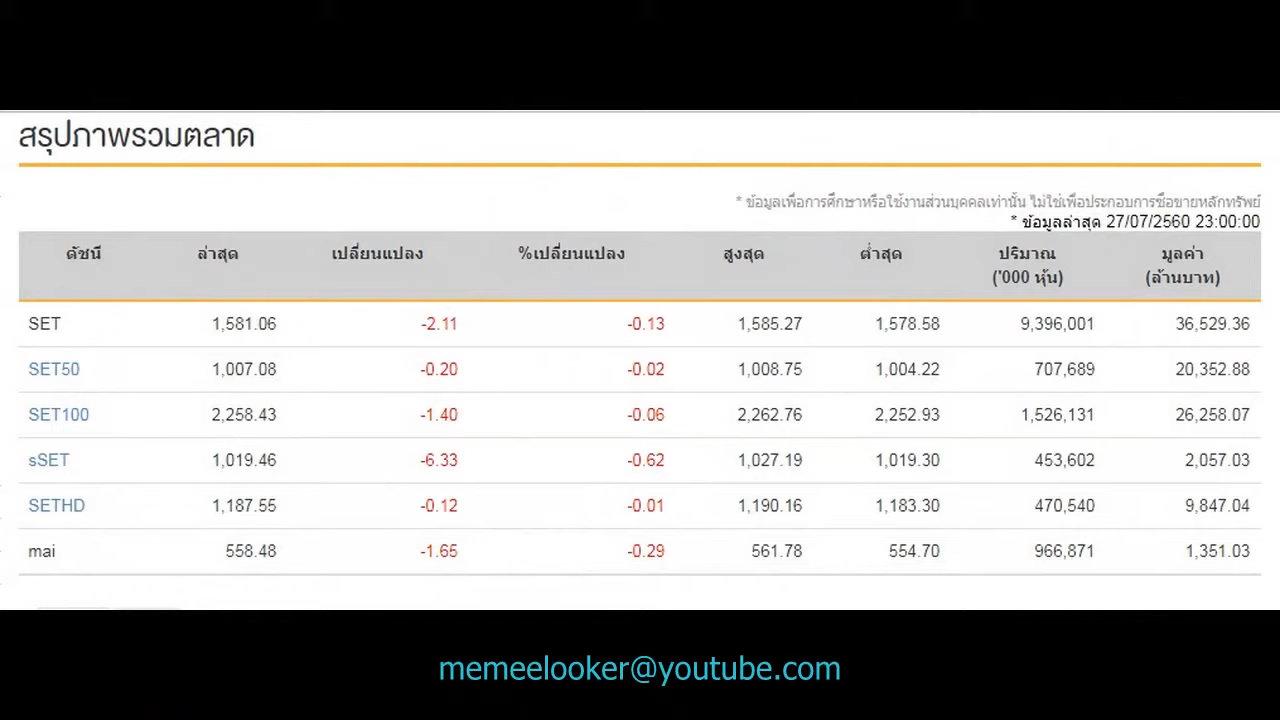 สรุปภาพรวมตลาด
* ข้อมูลเพื่อการศึกษาหรือใช้งานส่วนบุคคลเท่านั้น ไม่ใช่เพื่อประกอบการซื้อขายหลักทรัพย์
* ข้อมูลล่าสุด 27/07/2560 23:00:00
ดัชนี ล่าสุด เปลี่ยนแปลง %เปลี่ยนแปลง สูงสุด ต่ำสุด ปริมาณ ('000 หุ้น) มูลค่า (ล้านบาท)
SET 1,581.06 -2.11 -0.13 1,585.27 1,578.58 9,396,001 36,529.36
SET50 1,007.08 -0.20 -0.02 1,008.75 1,004.22 707,689 20,352.88
SET100 2,258.43 -1.40 -0.06 2,262.76 2,252.93 1,526,131 26,258.07
sSET 1,019.46 -6.33 -0.62 1,027.19 1,019.30 453,602 2,057.03
SETHD 1,187.55 -0.12 -0.01 1,190.16 1,183.30 470,540 9,847.04
mai 558.48 -1.65 -0.29 561.78 554.70 966,871 1,351.03
memeelooker@youtube.com